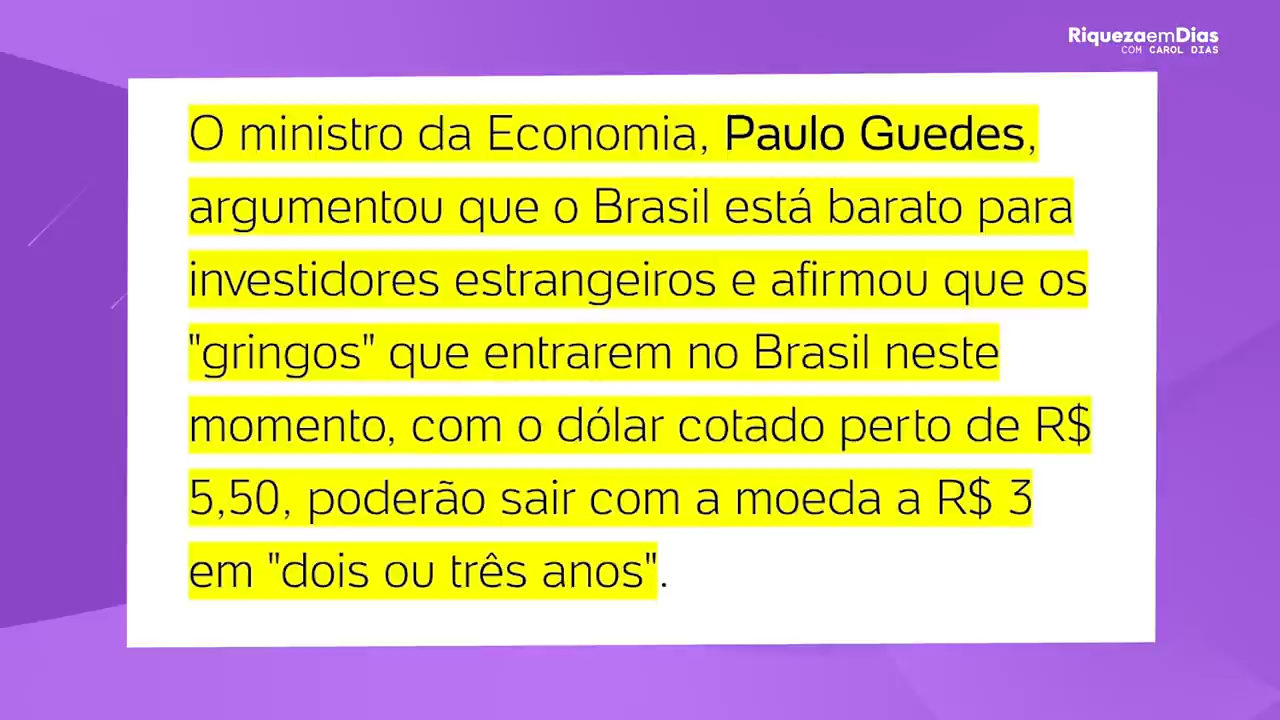 RiquezaemDias
COM CAROL DIAS
O ministro da Economia, Paulo Guedes,
argumentou que o Brasil está barato para
investidores estrangeiros e afirmou que os
"gringos" que entrarem no Brasil neste
momento, com o dólar cotado perto de R$
5,50, poderão sair com a moeda a R$ 3
em "dois ou três anos".